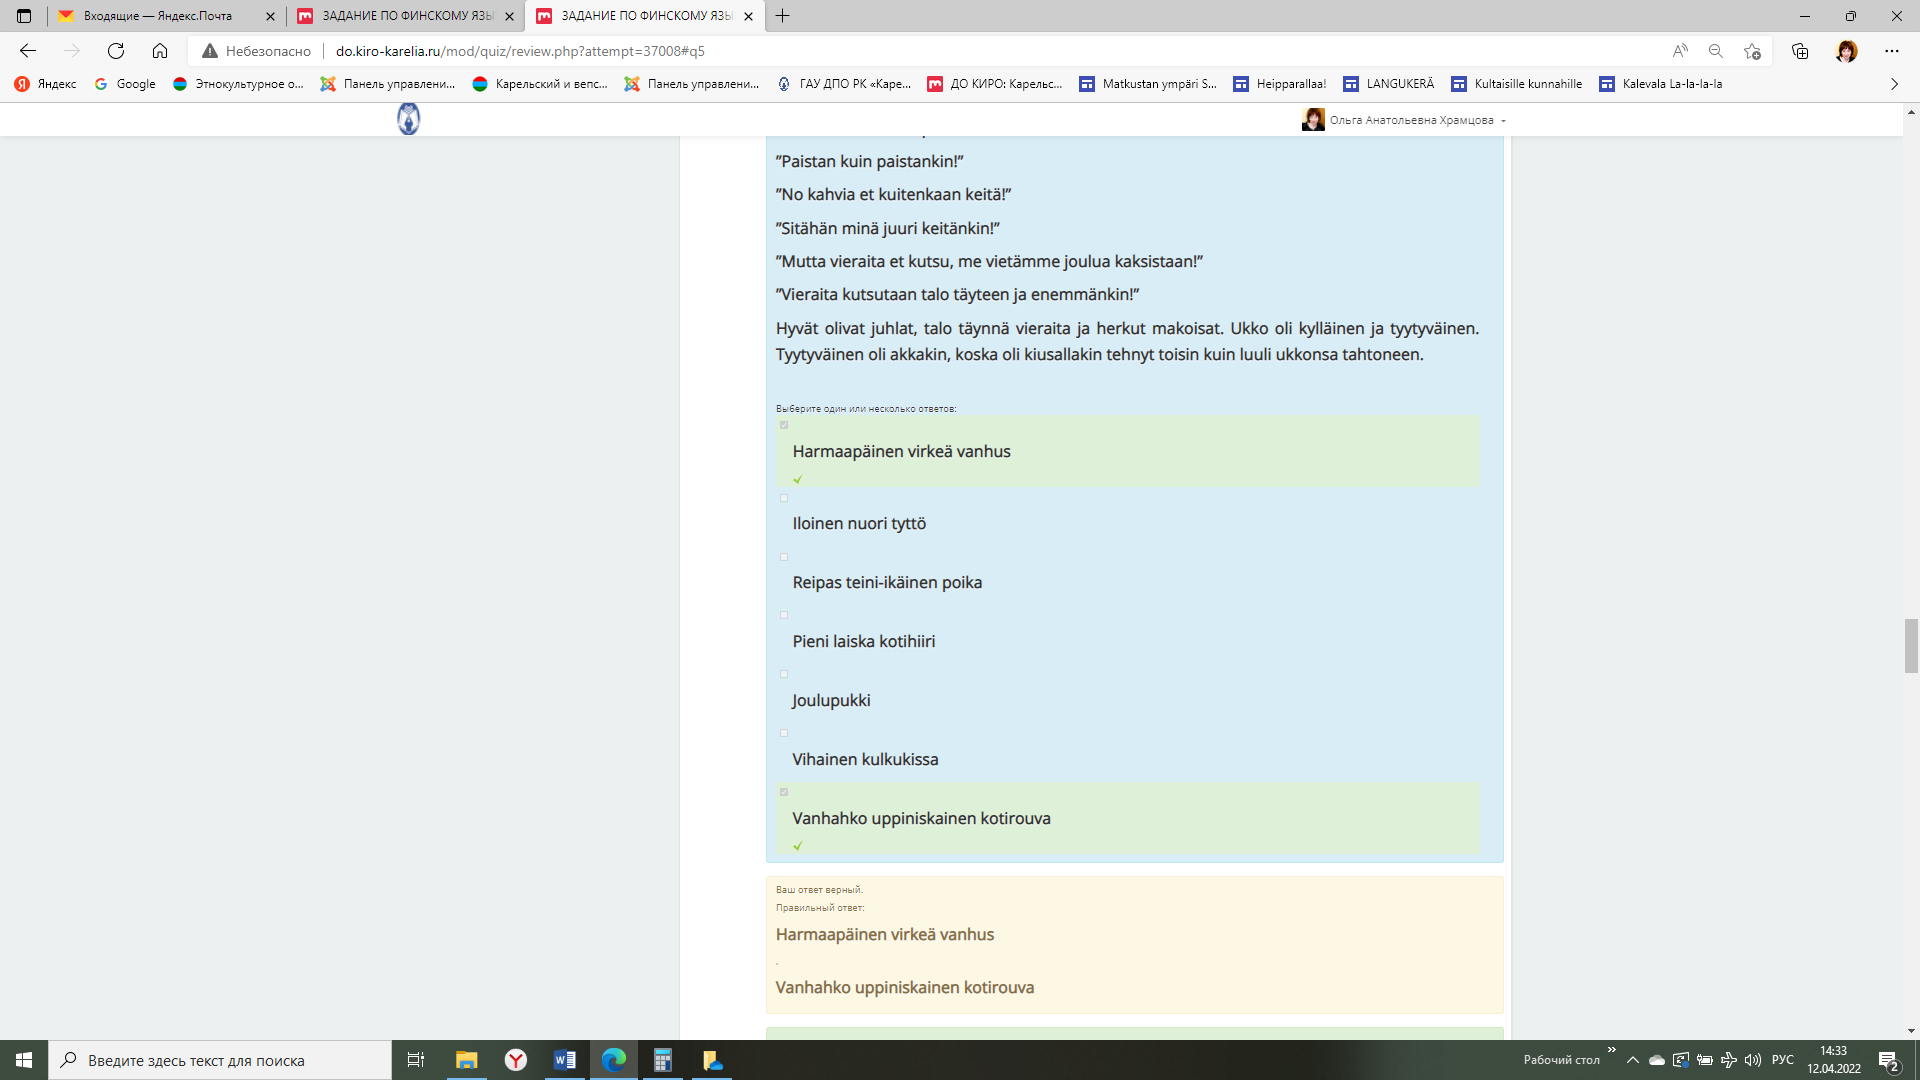 Входящие — Яндекс.Почта
ЗАДАНИЕ ПО ФИНСКОМУ ЯЗЫ
ЗАДАНИЕ ПО ФИНСКОМУ ЯЗЫ
Небезопасно
do.kiro-karelia.ru/mod/quiz/review.php?attempt=37008#q5
Яндекс
Google
Этнокультурное о...
Панель управлени...
Карельский и вепс...
Панель управлени...
ГАУ ДПО РК «Каре...
ДО КИРО: Карельс...
Matkustan ympäri S...
Heipparallaa!
LANGUKERÄ
Kultaisille kunnahille
Kalevala La-la-la-la
Ольга Анатольевна Храмцова
”Paistan kuin paistankin!”
”No kahvia et kuitenkaan keitä!”
”Sitähän minä juuri keitänkin!”
”Mutta vieraita et kutsu, me vietämme joulua kaksistaan!”
”Vieraita kutsutaan talo täyteen ja enemmänkin!”
Hyvät olivat juhlat, talo täynnä vieraita ja herkut makoisat. Ukko oli kylläinen ja tyytyväinen.
Tyytyväinen oli akkakin, koska oli kiusallakin tehnyt toisin kuin luuli ukkonsa tahtoneen.
Выберите один или несколько ответов:
Harmaapäinen virkeä vanhus
Iloinen nuori tyttö
Reipas teini-ikäinen poika
Pieni laiska kotihiiri
Joulupukki
Vihainen kulkukissa
Vanhahko uppiniskainen kotirouva
Ваш ответ верный.
Правильный ответ:
Harmaapäinen virkeä vanhus
,
Vanhahko uppiniskainen kotirouva
Введите здесь текст для поиска
Рабочий стол
РУС
14:33
12.04.2022
2